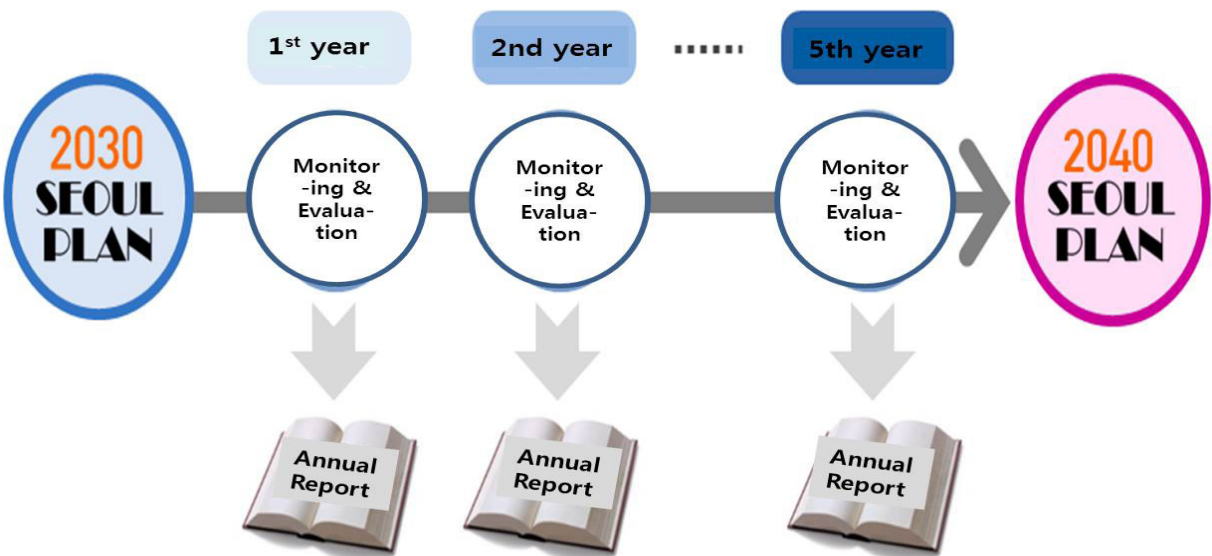 1st year
2nd year
5th year
2030
SEOUL
PLAN
Monitor
-ing &
Evalua-
tion
Monitor
-ing &
Evalua-
tion
Monitor
-ing &
Evalua-
tion
2040
SEOUL
PLAN
Annual
Report
Annual
Report
Annual
Report